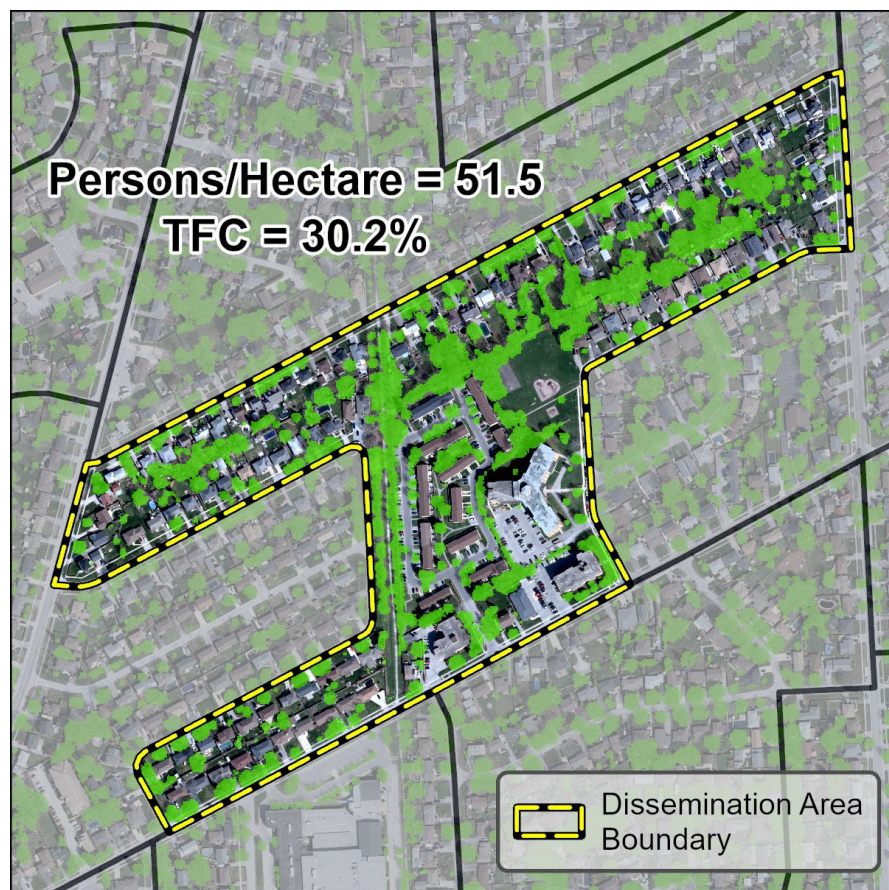 Persons/Hectare = 51.5
TFC = 30.2%
Dissemination Area
Boundary